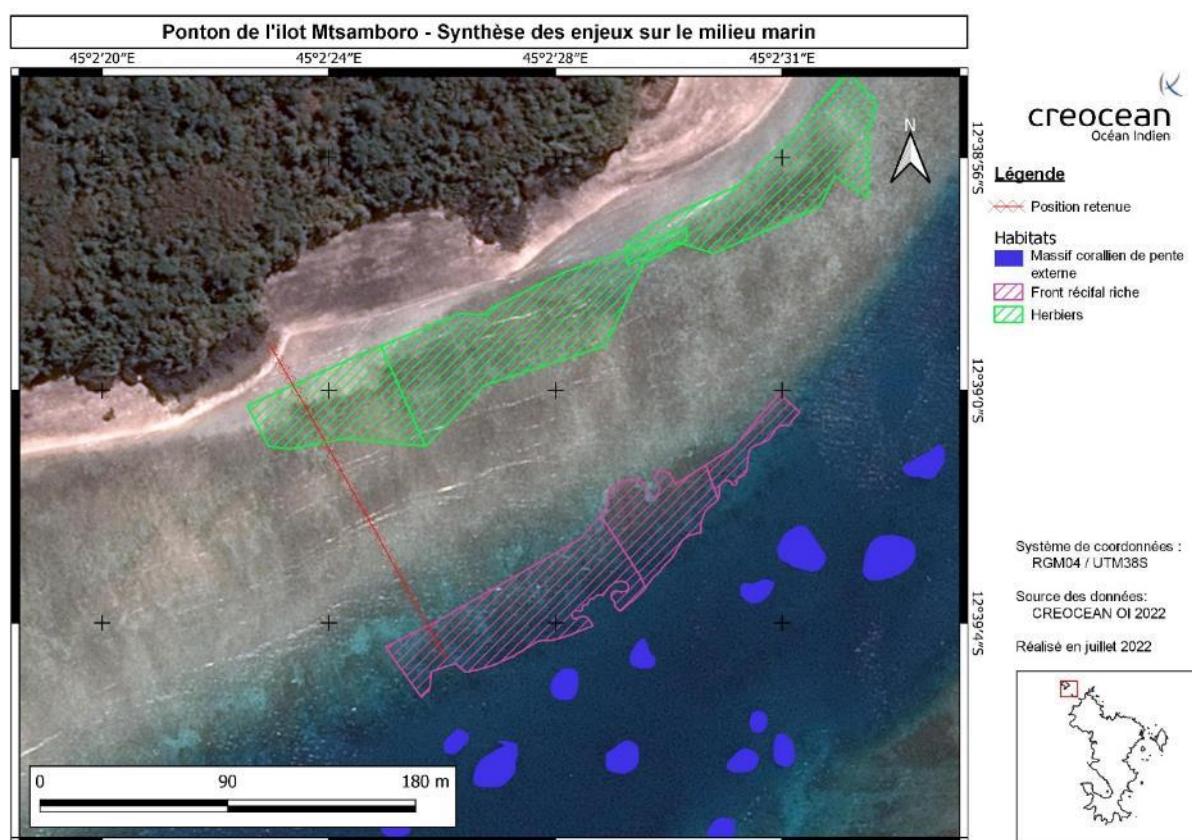 Ponton de l'îlot Mtsamboro - Synthèse des enjeux sur le milieu marin
45°2'20"E 45°2'24"E 45°2'28"E 45°2'31"E
creocean
Océan Indien
N
12°38'56"S
Légende
Position retenue
Habitats
Massif corallien de pente
externe
Front récifal riche
Herbiers
12°39'0"S
Système de coordonnées :
RGM04 / UTM38S
Source des données:
CREOCEAN OI 2022
12°39'4"S
Réalisé en juillet 2022
0 90 180 m